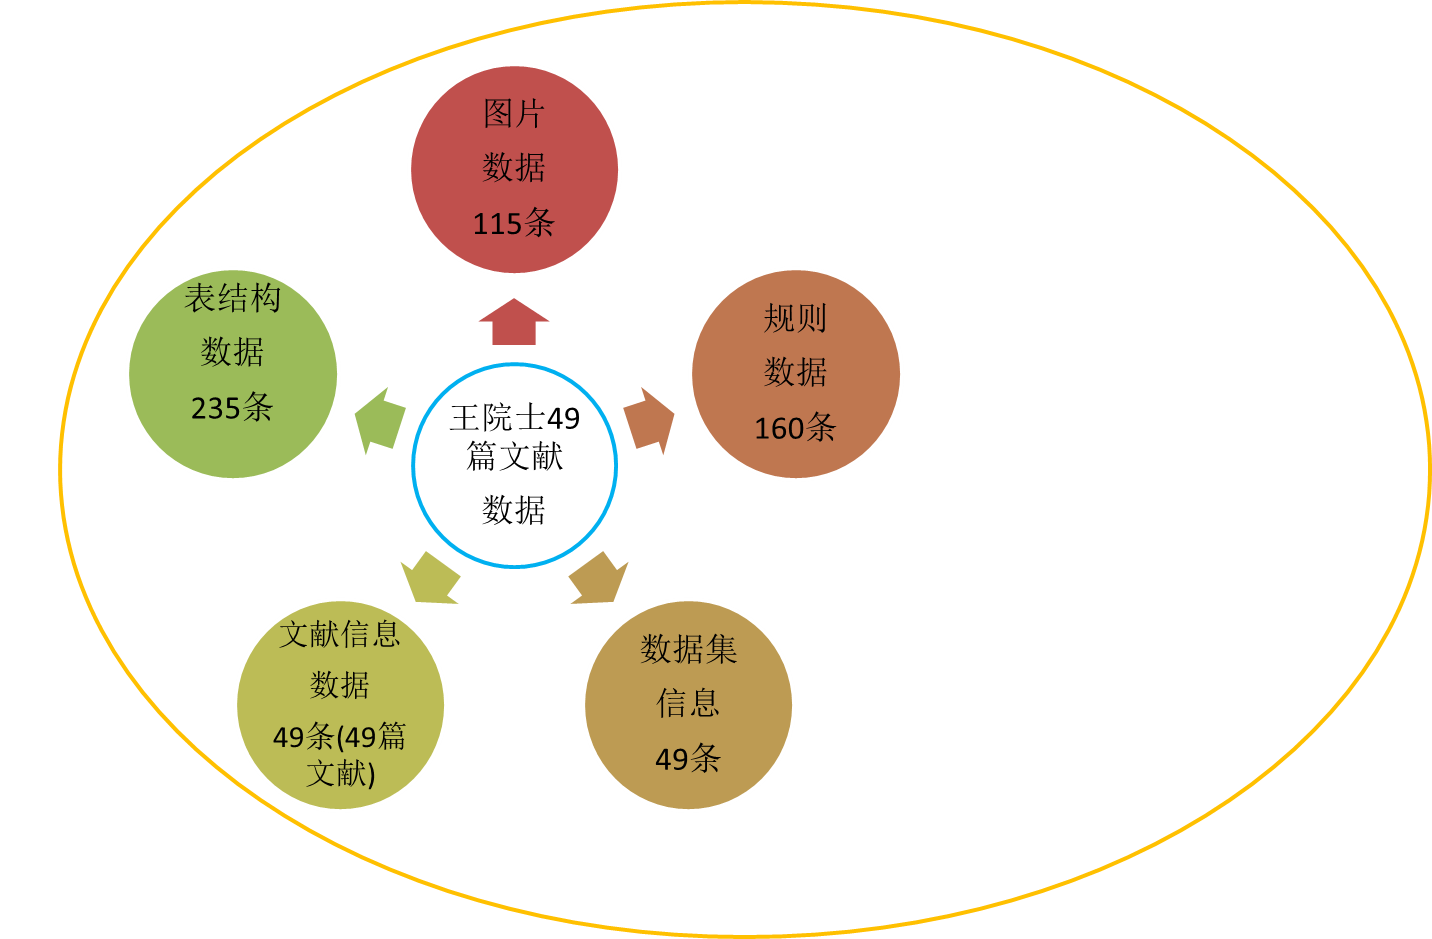 图片
数据
115条
表结构
数据
235条
规则
数据
160条
王院士49
篇文献
数据
文献信息
数据
49条(49篇
文献)
数据集
信息
49条